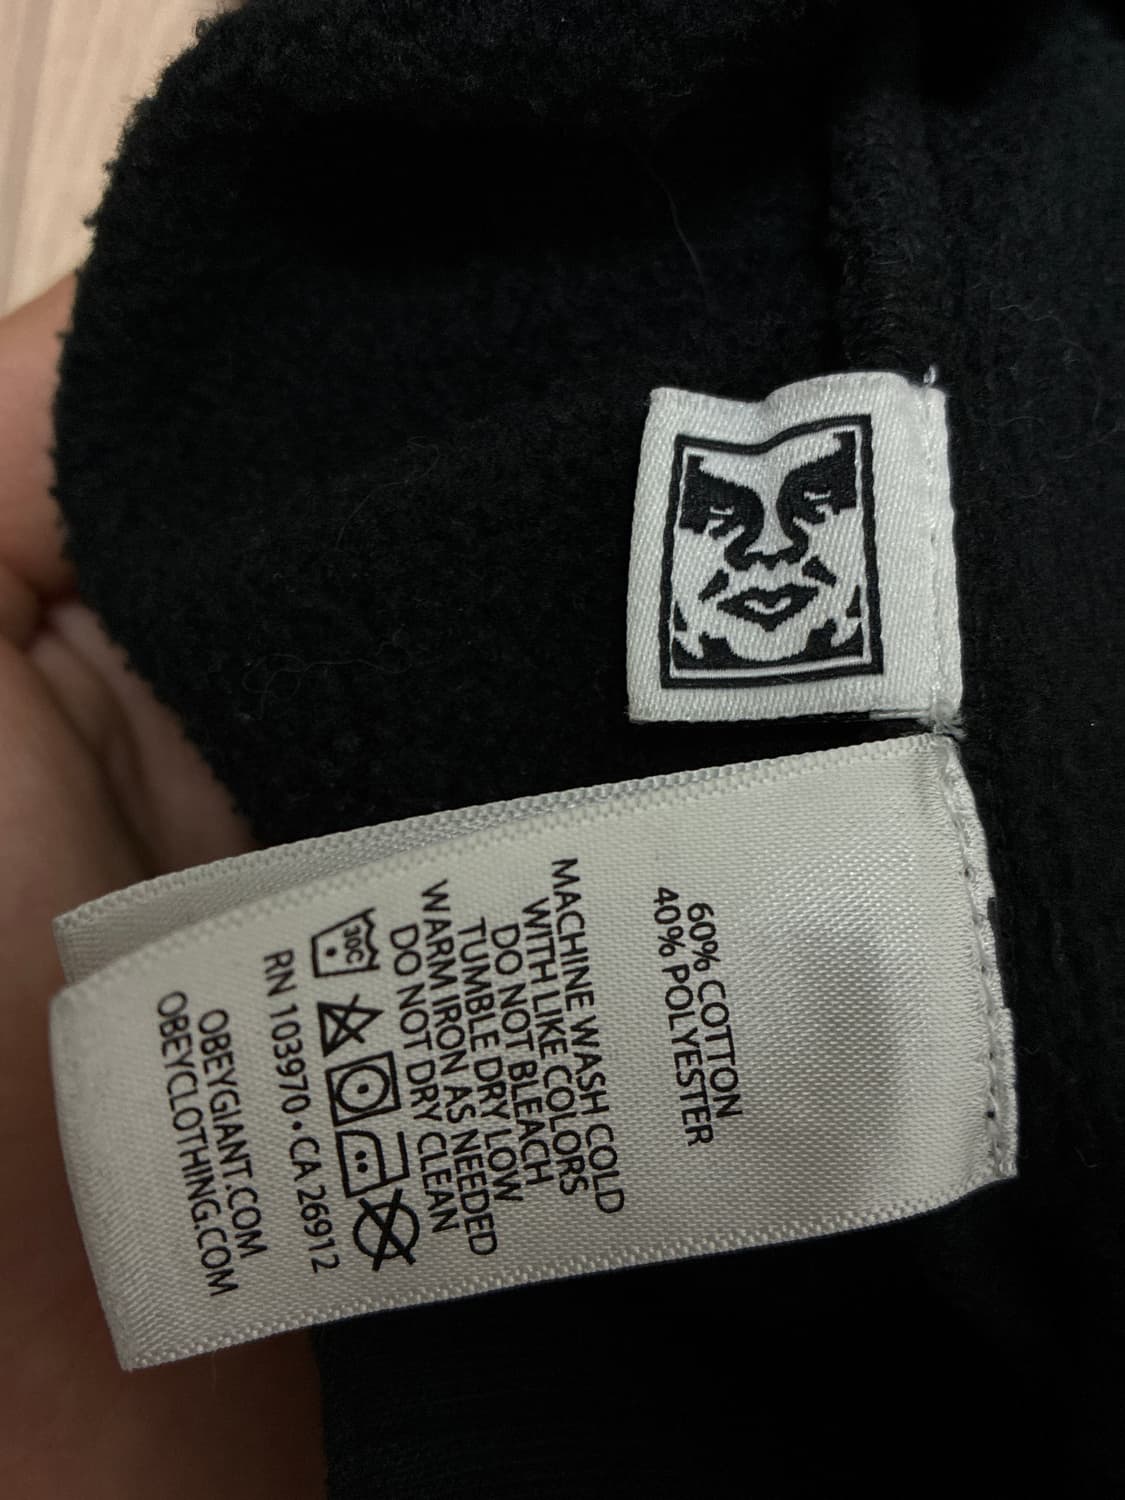 60% COTTON
40% POLYESTER
MACHINE WASH COLD
WITH LIKE COLORS
DO NOT BLEACH
TUMBLE DRY LOW
WARM IRON AS NEEDED
DO NOT DRY CLEAN
30C
RN 103970 • CA 26912
OBEYGIANT.COM
OBEYCLOTHING.COM